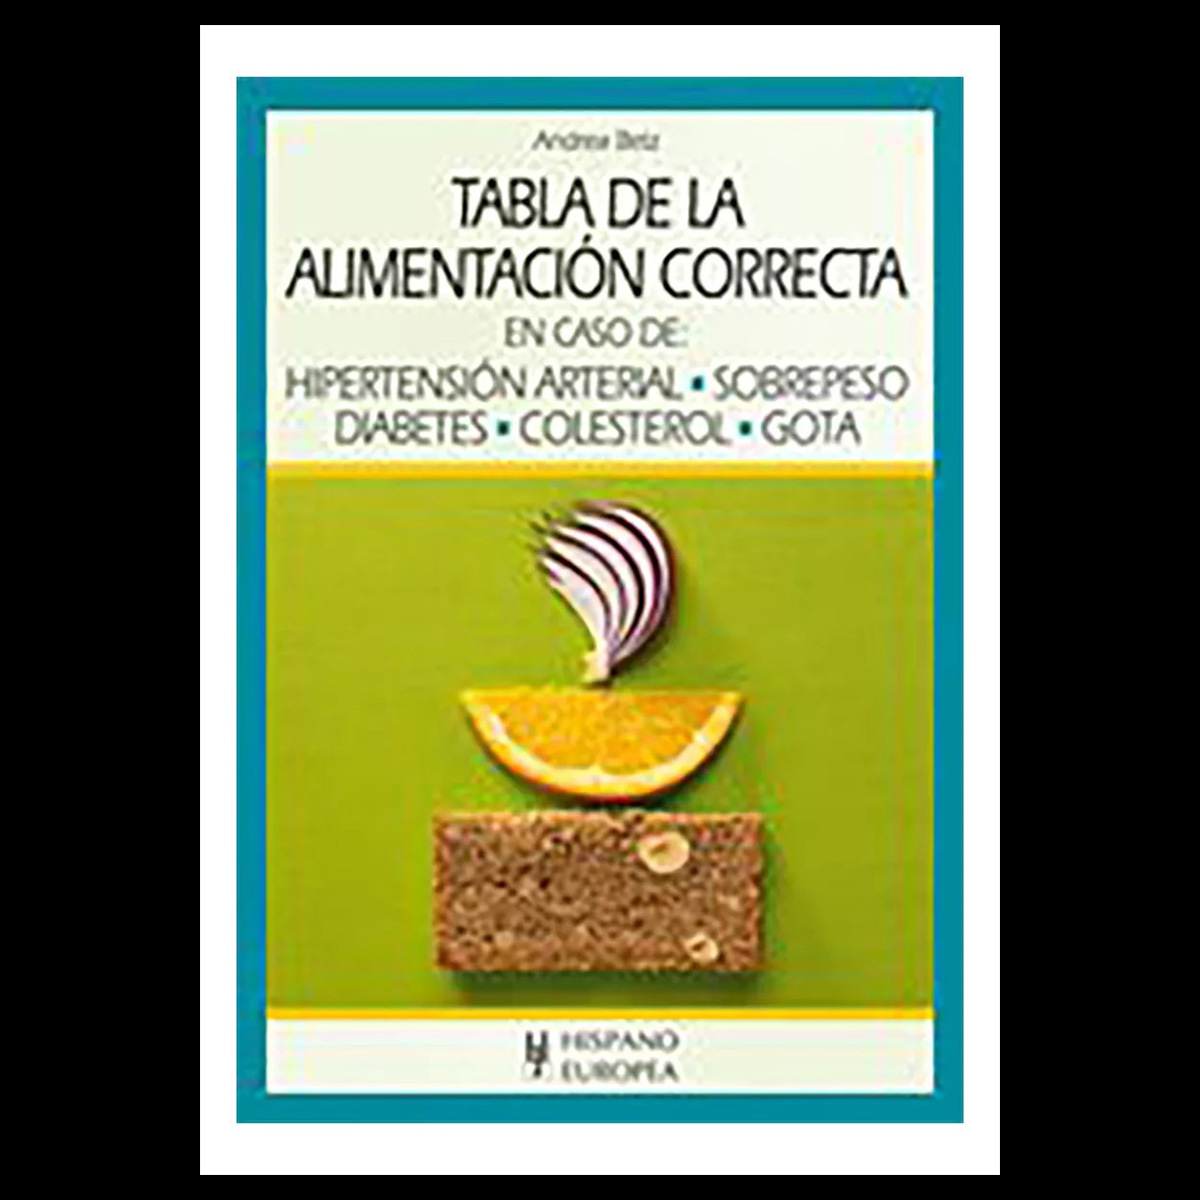 Andrea Betz
TABLA DE LA
ALIMENTACIÓN CORRECTA
EN CASO DE:
HIPERTENSIÓN ARTERIAL ▪ SOBREPESO
DIABETES ▪ COLESTEROL ▪ GOTA
HISPANO
EUROPEA